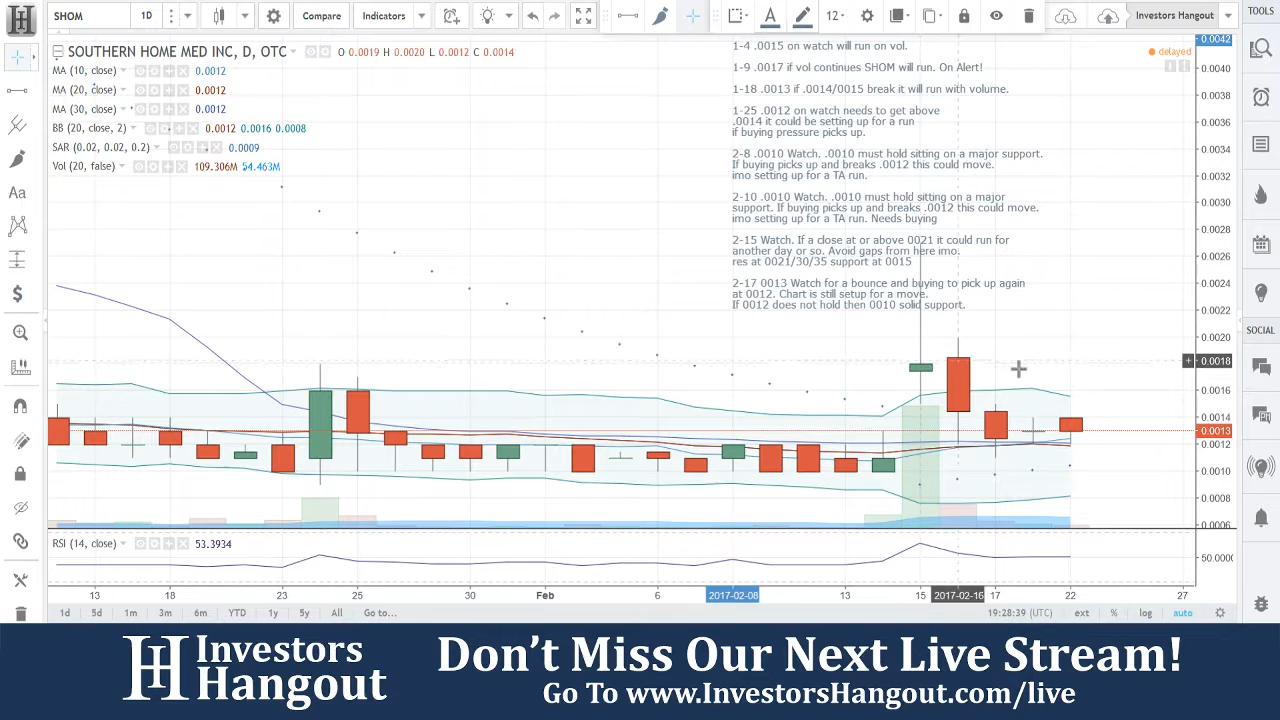 SHOM
1D
Compare
Indicators
12
Investors Hangout
TOOLS
SOUTHERN HOME MED INC, D, OTC
O 0.0019 H 0.0020 L 0.0012 C 0.0014
MA (10, close) 0.0012
MA (20, close) 0.0012
MA (30, close) 0.0012
BB (20, close, 2) 0.0012 0.0016 0.0008
SAR (0.02, 0.02, 0.2) 0.0009
Vol (20, false) 109.306M 54.463M
1-4 .0015 on watch will run on vol.
1-9 .0017 if vol continues SHOM will run. On Alert!
1-18 .0013 if .0014/0015 break it will run with volume.
1-25 .0012 on watch needs to get above
.0014 it could be setting up for a run
if buying pressure picks up.
2-8 .0010 Watch. .0010 must hold sitting on a major support.
If buying picks up and breaks .0012 this could move.
imo setting up for a TA run.
2-10 .0010 Watch. .0010 must hold sitting on a major
support. If buying picks up and breaks .0012 this could move.
imo setting up for a TA run. Needs buying
2-15 Watch. If a close at or above 0021 it could run for
another day or so. Avoid gaps from here imo.
res at 0021/30/35 support at 0015
2-17 0013 Watch for a bounce and buying to pick up again
at 0012. Chart is still setup for a move.
If 0012 does not hold then 0010 solid support.
delayed
0.0042
0.0040
0.0038
0.0036
0.0034
0.0032
0.0030
0.0028
0.0026
0.0024
0.0022
0.0020
0.0018
0.0016
0.0014
0.0013
0.0012
0.0010
0.0008
0.0006
SOCIAL
RSI (14, close) 53.3934
50.0000
13 18 23 25 Feb 6 2017-02-08 13 15 2017-02-16 17 22 27
1d 5d 1m 3m 6m YTD 1y 5y All Go to...
19:28:39 (UTC) ext % log auto
Investors
Hangout
Don't Miss Our Next Live Stream!
Go To www.InvestorsHangout.com/live